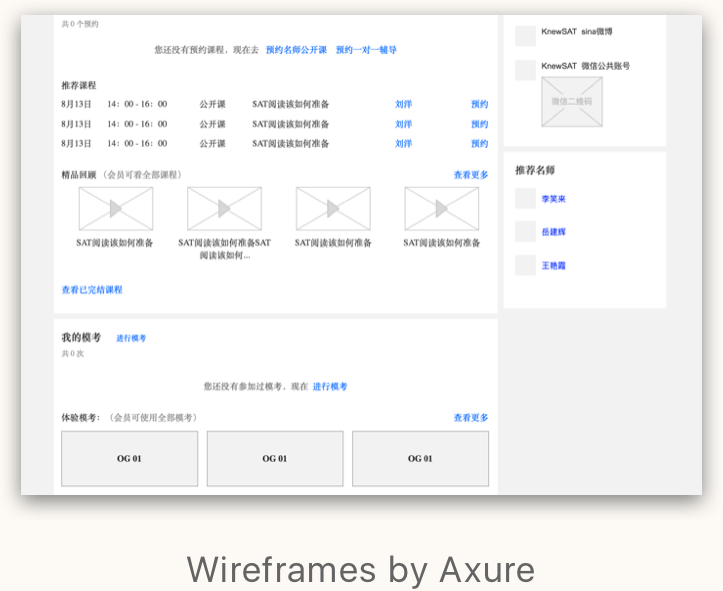 共 0 个预约
您还没有预约课程，现在去 预约名师公开课 预约一对一辅导
推荐课程
8月13日 14：00 - 16：00 公开课 SAT阅读该如何准备 刘洋 预约
8月13日 14：00 - 16：00 公开课 SAT阅读该如何准备 刘洋 预约
8月13日 14：00 - 16：00 公开课 SAT阅读该如何准备 刘洋 预约
精品回顾 （会员可看全部课程） 查看更多
SAT阅读该如何准备 SAT阅读该如何准备SAT SAT阅读该如何准备 SAT阅读该如何准备
阅读该如何...
查看已完结课程
我的模考 进行模考
共 0 次
您还没有参加过模考，现在 进行模考
体验模考： （会员可使用全部模考） 查看更多
OG 01 OG 01 OG 01
KnewSAT sina微博
KnewSAT 微信公共账号
微信二维码
推荐名师
李笑来
岳建辉
王艳霞
Wireframes by Axure